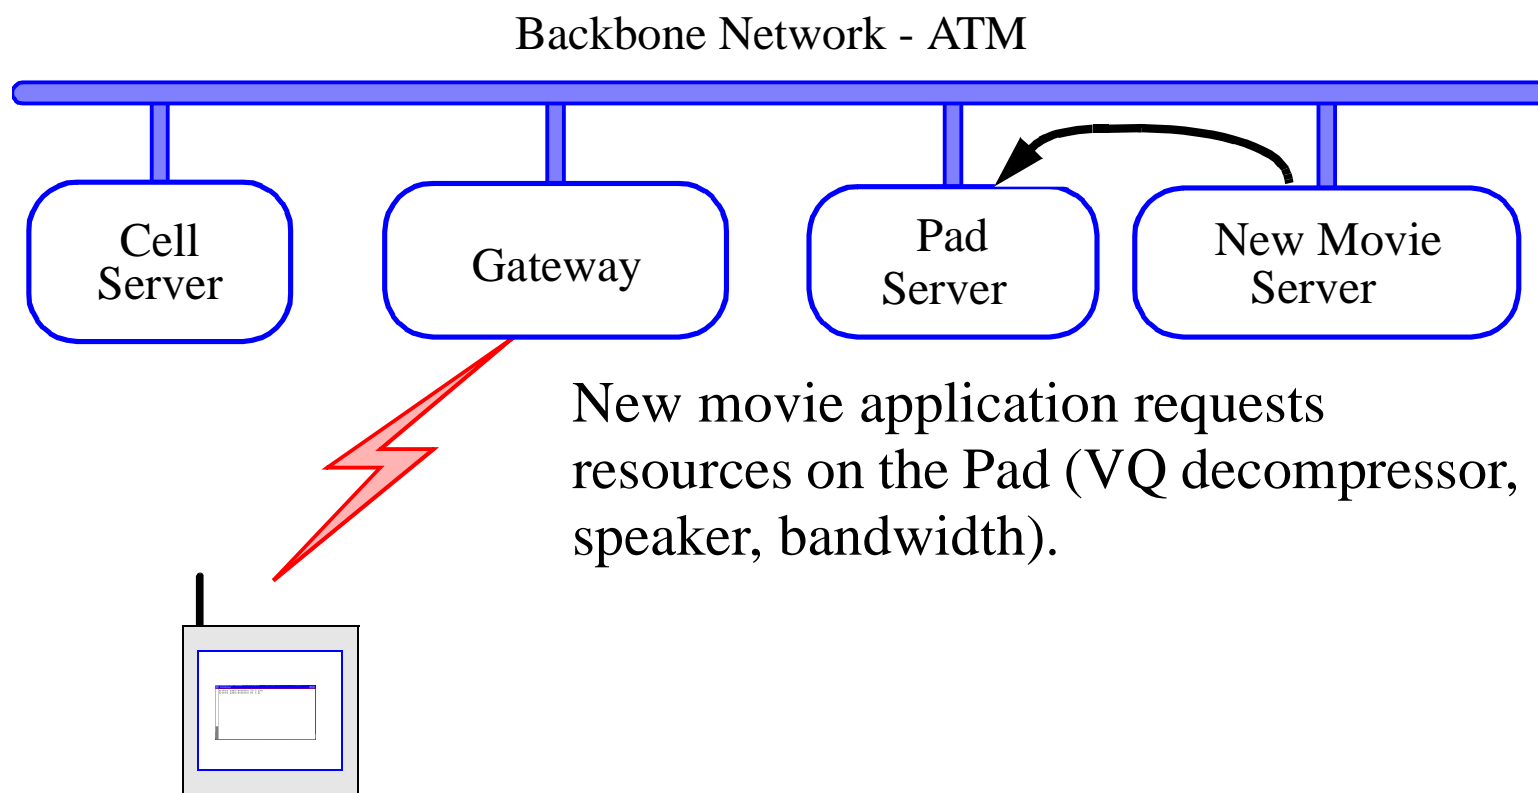 Backbone Network - ATM
Cell
Server
Gateway
Pad
Server
New Movie
Server
New movie application requests
resources on the Pad (VQ decompressor,
speaker, bandwidth).